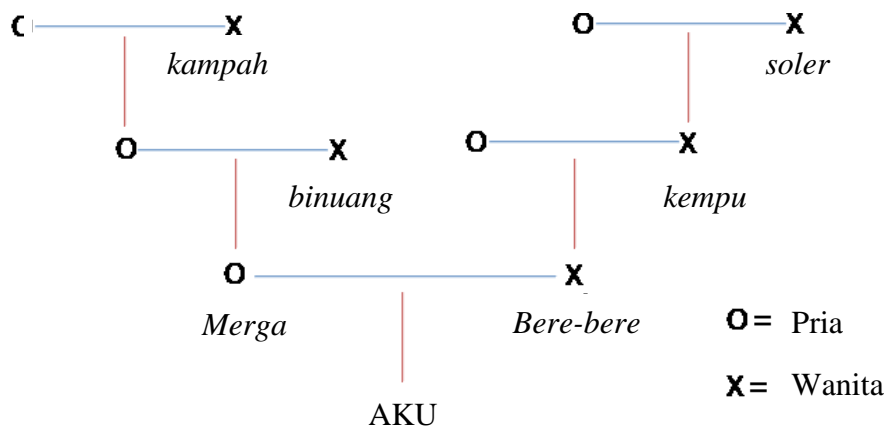 O X O X
kampah soler
O X O X
binuang kempu
O X
Merga Bere-bere
O = Pria
X = Wanita
AKU